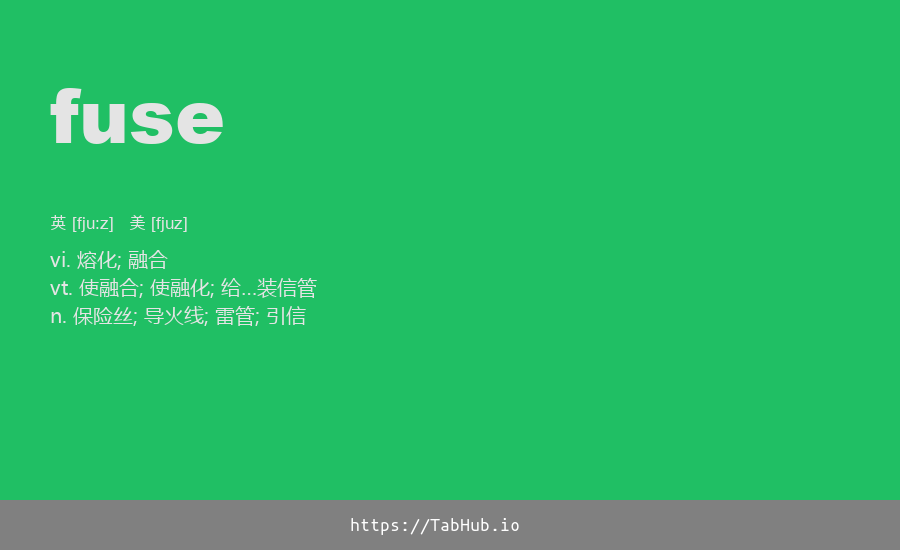 fuse
英 [fju:z] 美 [fjuz]
vi. 熔化; 融合
vt. 使融合; 使融化; 给...装信管
n. 保险丝; 导火线; 雷管; 引信
https://TabHub.io